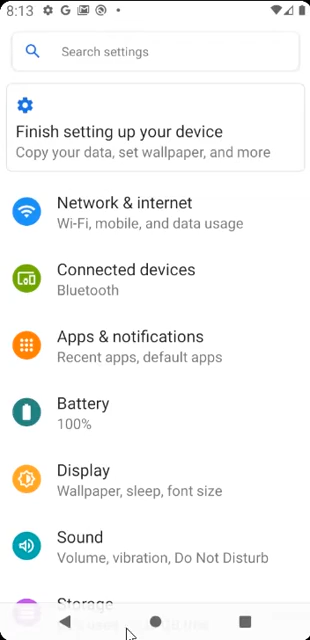 8:13
Search settings
Finish setting up your device
Copy your data, set wallpaper, and more
Network & internet
Wi-Fi, mobile, and data usage
Connected devices
Bluetooth
Apps & notifications
Recent apps, default apps
Battery
100%
Display
Wallpaper, sleep, font size
Sound
Volume, vibration, Do Not Disturb
Storage